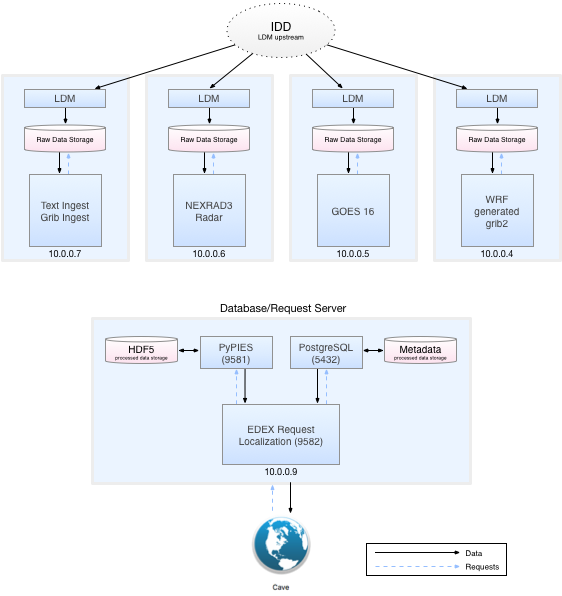 IDD
LDM upstream
LDM
LDM
LDM
LDM
Raw Data Storage
Raw Data Storage
Raw Data Storage
Raw Data Storage
Text Ingest
Grib Ingest
NEXRAD3
Radar
GOES 16
WRF
generated
grib2
10.0.0.7
10.0.0.6
10.0.0.5
10.0.0.4
Database/Request Server
HDF5
processed data storage
PyPIES
(9581)
PostgreSQL
(5432)
Metadata
processed data storage
EDEX Request
Localization (9582)
10.0.0.9
Cave
Data
Requests